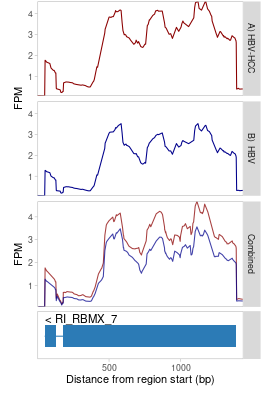 4
3
2
1
FPM
A) HBV-HCC
4
3
2
1
FPM
B) HBV
4
3
2
1
FPM
Combined
< RI_RBMX_7
500
1000
Distance from region start (bp)